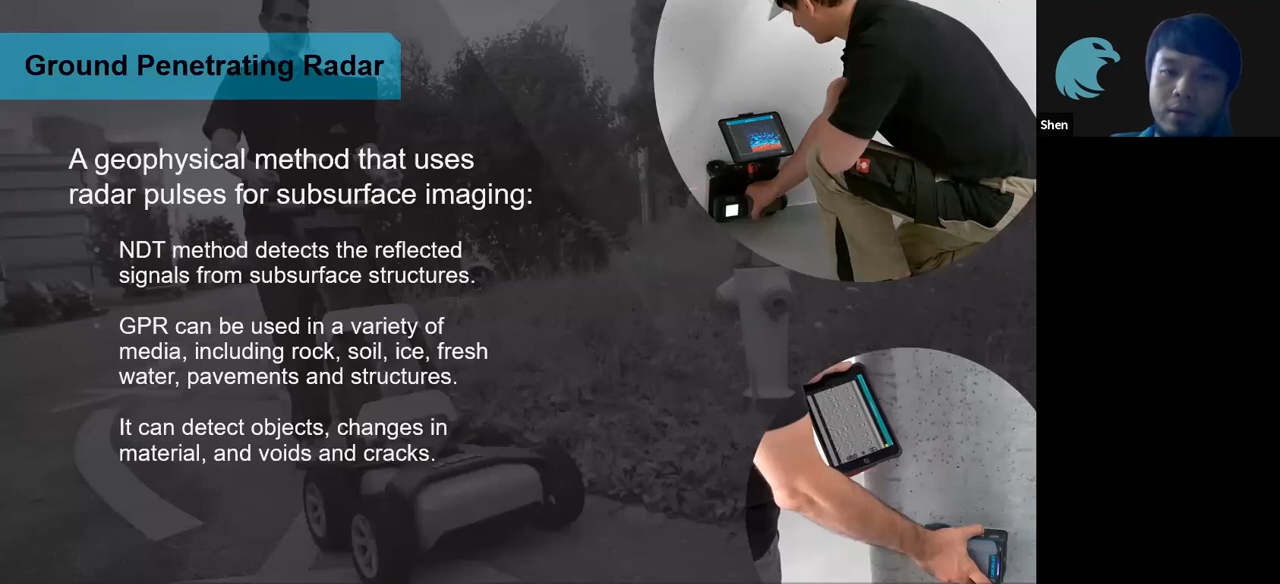 Ground Penetrating Radar
A geophysical method that uses
radar pulses for subsurface imaging:
NDT method detects the reflected
signals from subsurface structures.
GPR can be used in a variety of
media, including rock, soil, ice, fresh
water, pavements and structures.
It can detect objects, changes in
material, and voids and cracks.
Shen